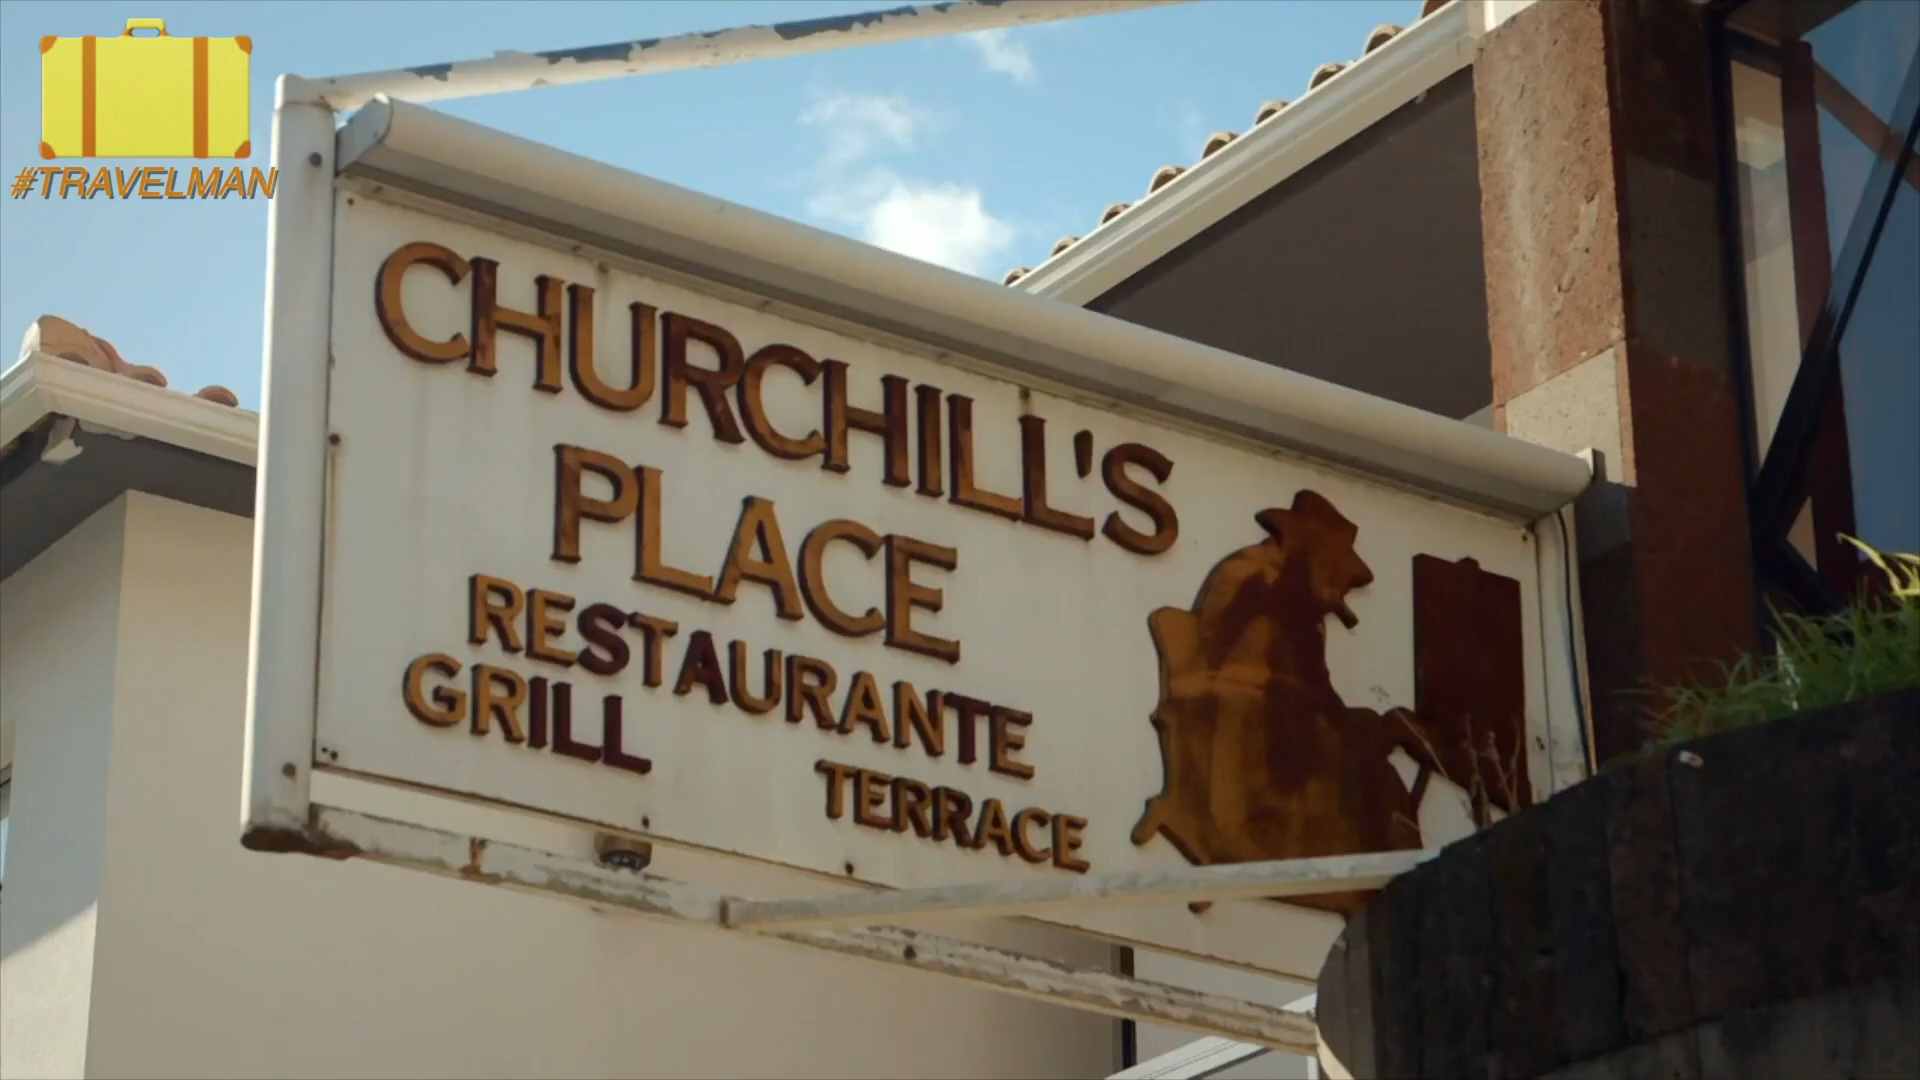 #TRAVELMAN
CHURCHILL'S
PLACE
RESTAURANTE
GRILL
TERRACE